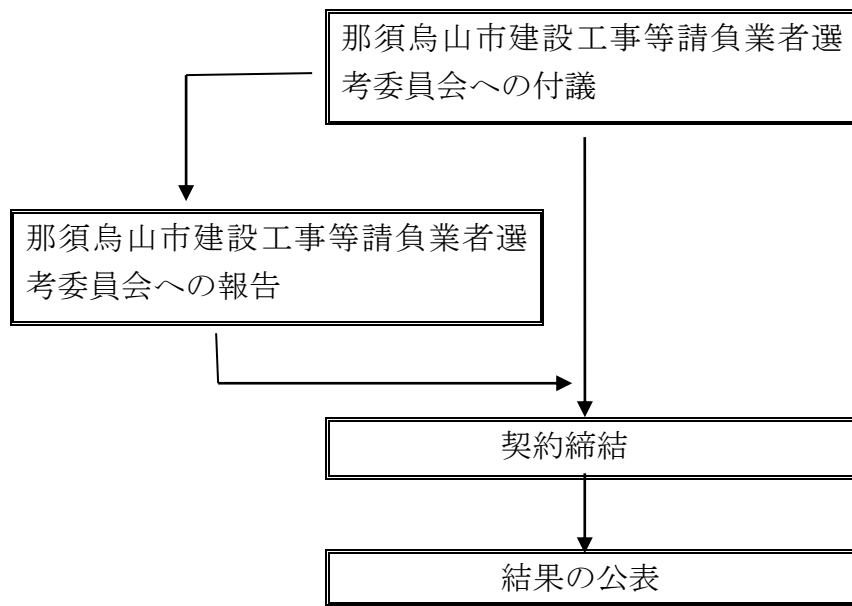 那須烏山市建設工事等請負業者選
考委員会への付議
那須烏山市建設工事等請負業者選
考委員会への報告
契約締結
結果の公表